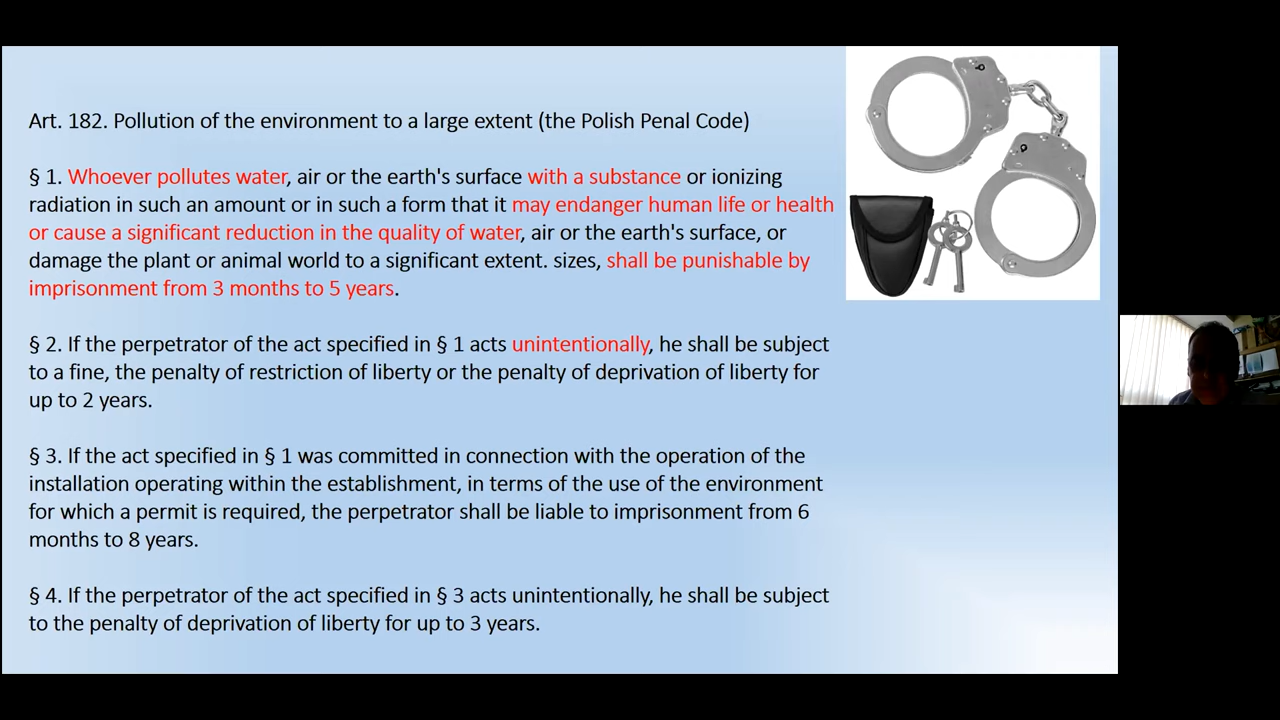 Art. 182. Pollution of the environment to a large extent (the Polish Penal Code)
§ 1. Whoever pollutes water, air or the earth's surface with a substance or ionizing
radiation in such an amount or in such a form that it may endanger human life or health
or cause a significant reduction in the quality of water, air or the earth's surface, or
damage the plant or animal world to a significant extent. sizes, shall be punishable by
imprisonment from 3 months to 5 years.
§ 2. If the perpetrator of the act specified in § 1 acts unintentionally, he shall be subject
to a fine, the penalty of restriction of liberty or the penalty of deprivation of liberty for
up to 2 years.
§ 3. If the act specified in § 1 was committed in connection with the operation of the
installation operating within the establishment, in terms of the use of the environment
for which a permit is required, the perpetrator shall be liable to imprisonment from 6
months to 8 years.
§ 4. If the perpetrator of the act specified in § 3 acts unintentionally, he shall be subject
to the penalty of deprivation of liberty for up to 3 years.